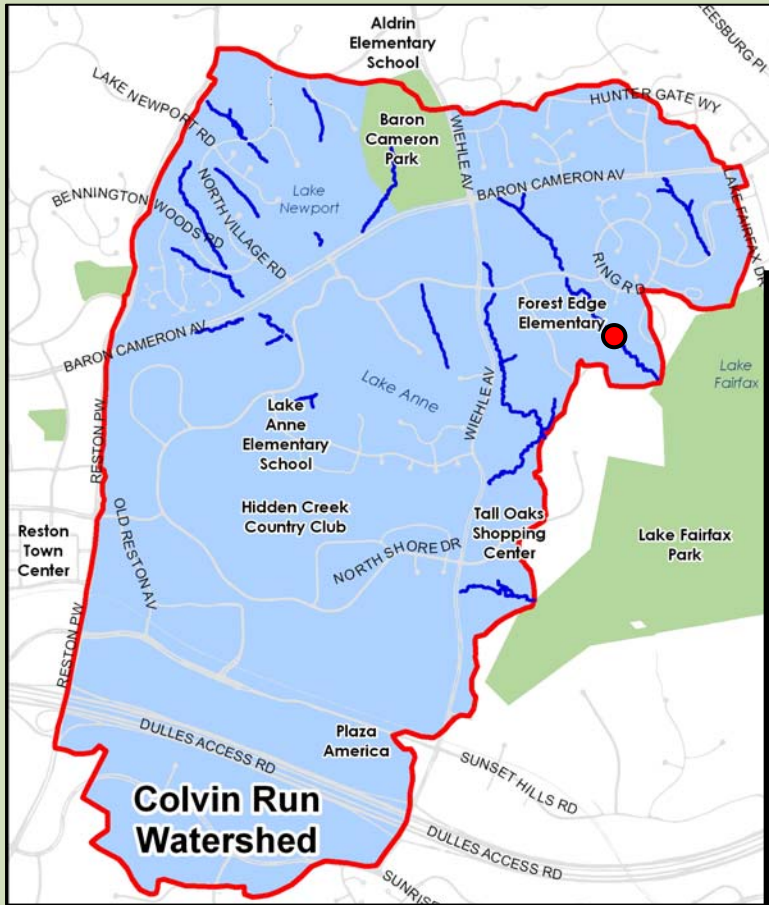 Aldrin
Elementary
School
LEESBURG PI
LAKE NEWPORT RD
HUNTER GATE WY
Baron
Cameron
Park
WIEHLE AV
BARON CAMERON AV
LAKE FAIRFAX DR
Lake
Newport
BENNINGTON WOODS RD
NORTH VILLAGE RD
RING RD
Forest Edge
Elementary
BARON CAMERON AV
Lake
Fairfax
Lake Anne
WIEHLE AV
Lake
Anne
Elementary
School
RESTON PW
Hidden Creek
Country Club
Tall Oaks
Shopping
Center
OLD RESTON AV
Reston
Town
Center
Lake Fairfax
Park
NORTH SHORE DR
RESTON PW
Plaza
America
DULLES ACCESS RD
SUNSET HILLS RD
Colvin Run
Watershed
DULLES ACCESS RD
SUNRISE